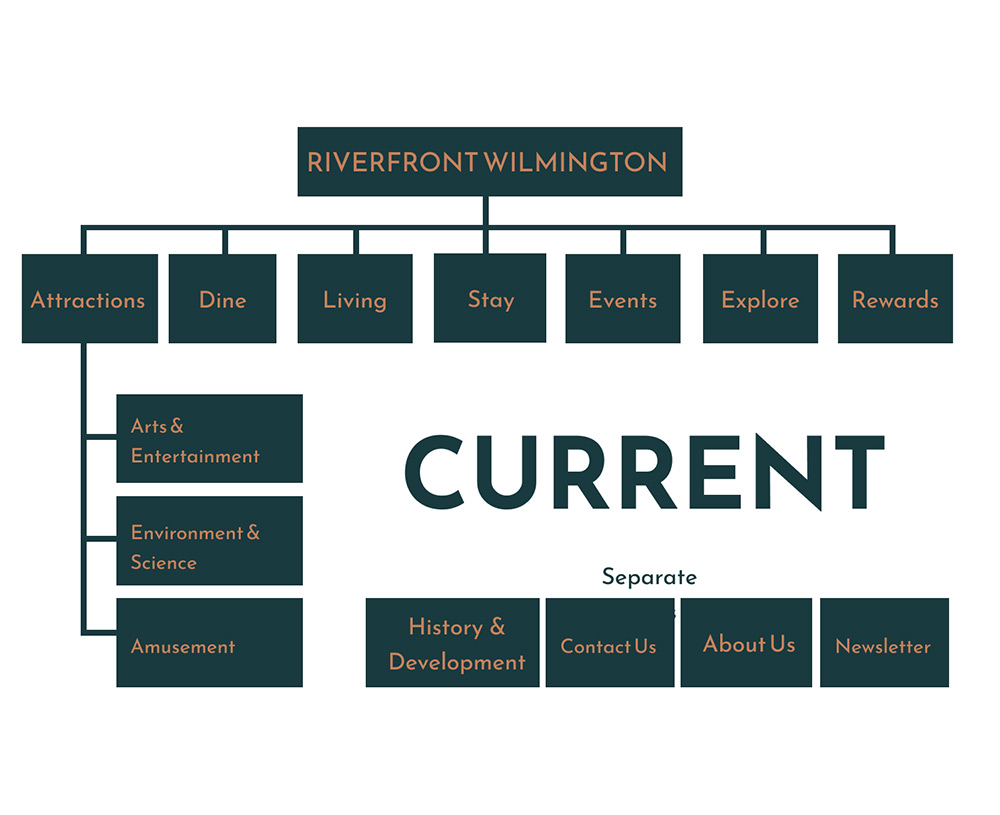 RIVERFRONT WILMINGTON
Attractions
Dine
Living
Stay
Events
Explore
Rewards
Arts &
Entertainment
CURRENT
Environment &
Science
Separate
Amusement
History &
Development
Contact Us
About Us
Newsletter